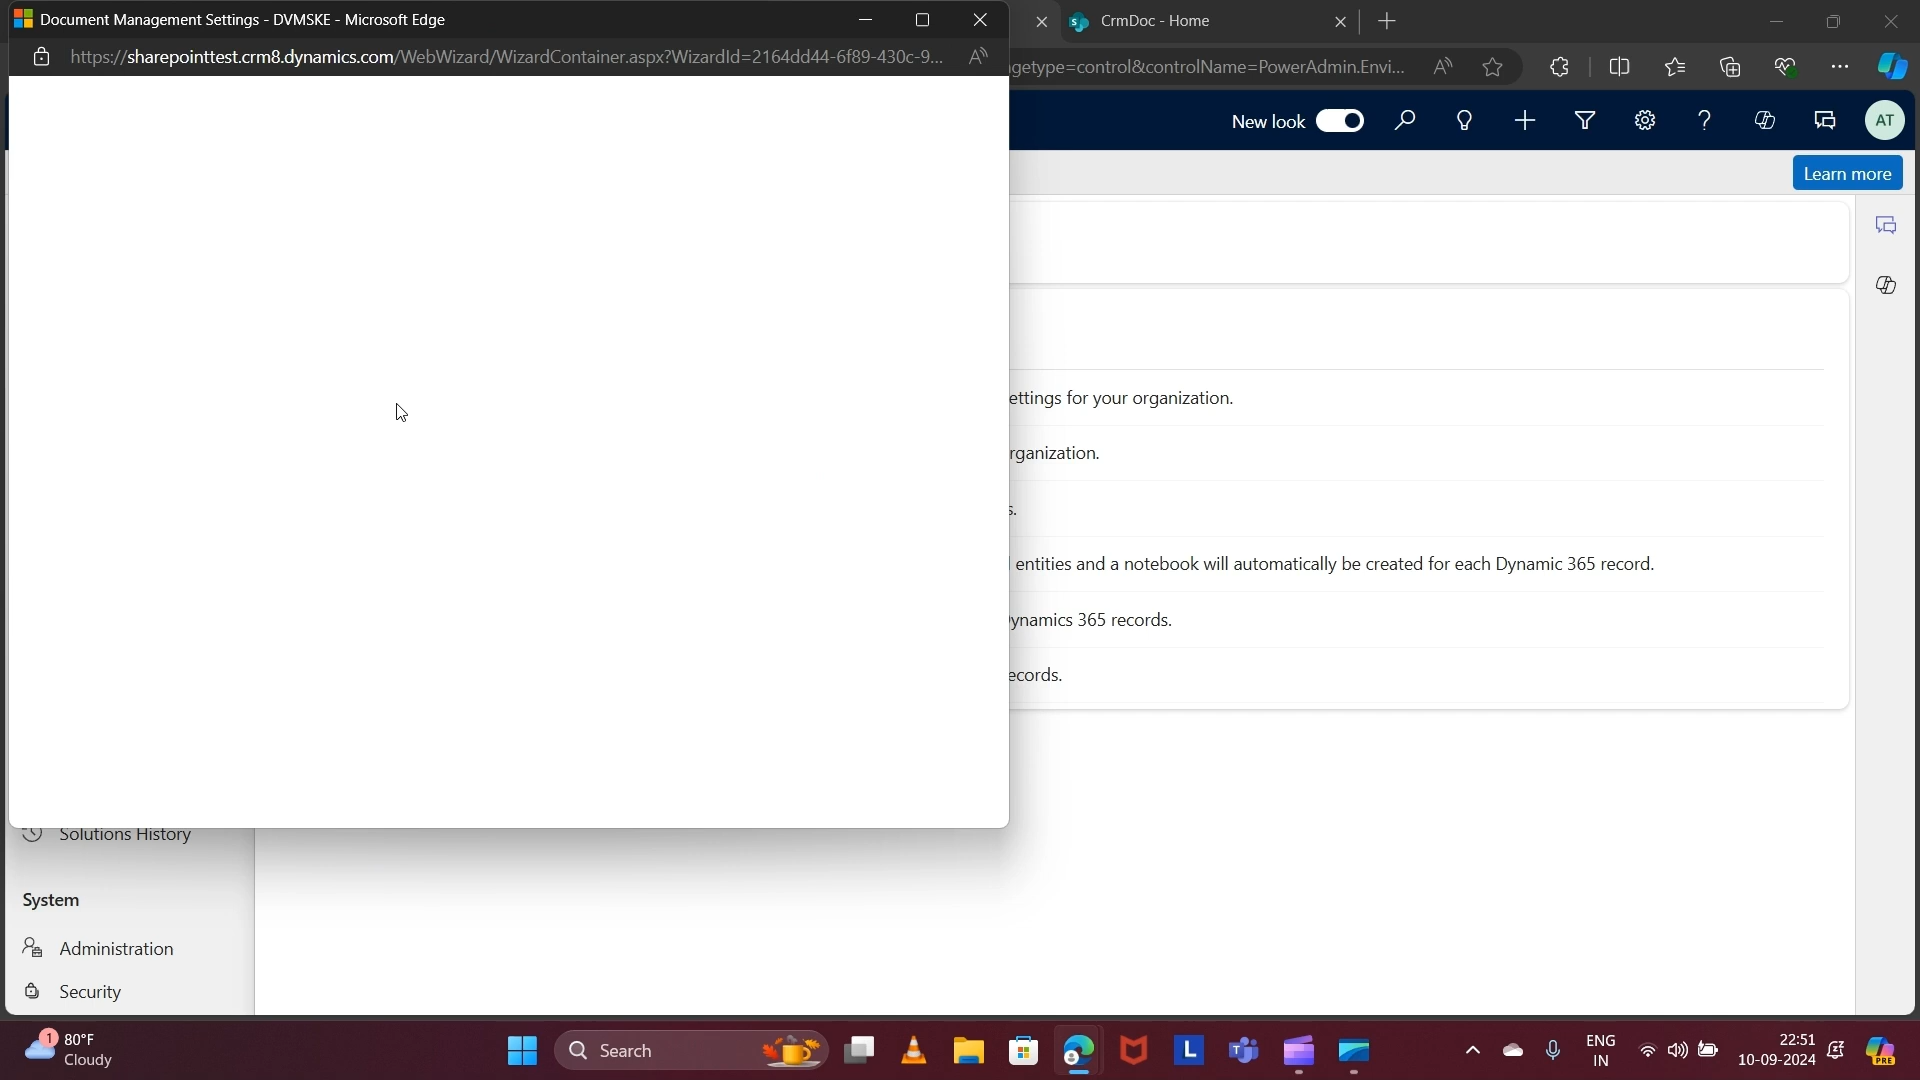 Document Management Settings - DVMSKE - Microsoft Edge
CrmDoc - Home
https://sharepointtest.crm8.dynamics.com/WebWizard/WizardContainer.aspx?WizardId=2164dd44-6f89-430c-9...
getype=control&controlName=PowerAdmin.Envi...
New look
AT
Learn more
ettings for your organization.
rganization.
s.
entities and a notebook will automatically be created for each Dynamic 365 record.
ynamics 365 records.
ecords.
Solutions History
System
Administration
Security
1
80°F
Cloudy
Search
L
ENG
IN
22:51
10-09-2024
PRE